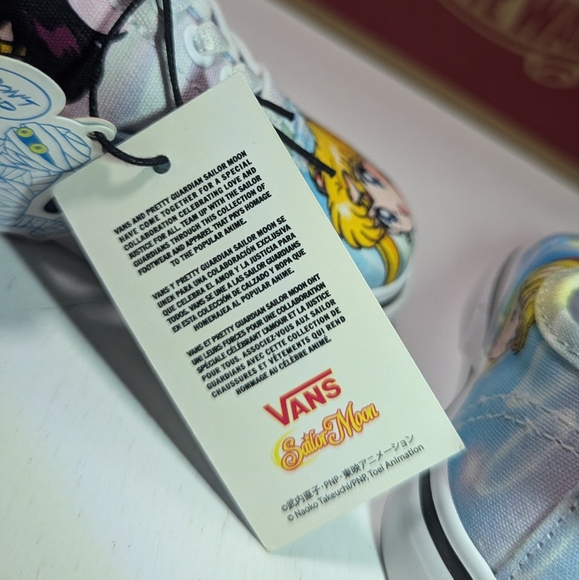 VANS AND PRETTY GUARDIAN SAILOR MOON
HAVE COME TOGETHER FOR A SPECIAL
COLLABORATION CELEBRATING LOVE AND
JUSTICE FOR ALL. TEAM UP WITH THE SAILOR
GUARDIANS THROUGH THIS COLLECTION OF
FOOTWEAR AND APPAREL THAT PAYS HOMAGE
TO THE POPULAR ANIME.
VANS Y PRETTY GUARDIAN SAILOR MOON SE
UNEN PARA UNA COLABORACIÓN EXCLUSIVA
QUE CELEBRA EL AMOR Y LA JUSTICIA PARA
TODOS. VANS SE UNE A LAS SAILOR GUARDIANS
EN ESTA COLECCIÓN DE CALZADO Y ROPA QUE
HOMENAJEA AL POPULAR ANIME.
VANS ET PRETTY GUARDIAN SAILOR MOON ONT
UNI LEURS FORCES POUR UNE COLLABORATION
SPÉCIALE CÉLÉBRANT L'AMOUR ET LA JUSTICE
POUR TOUS. ASSOCIEZ-VOUS AUX SAILOR
GUARDIANS AVEC CETTE COLLECTION DE
CHAUSSURES ET VÊTEMENTS QUI REND
HOMMAGE AU CÉLÈBRE ANIMÉ.
VANS
Sailor Moon
©武内直子・PNP・東映アニメーション
© Naoko Takeuchi/PNP, Toei Animation